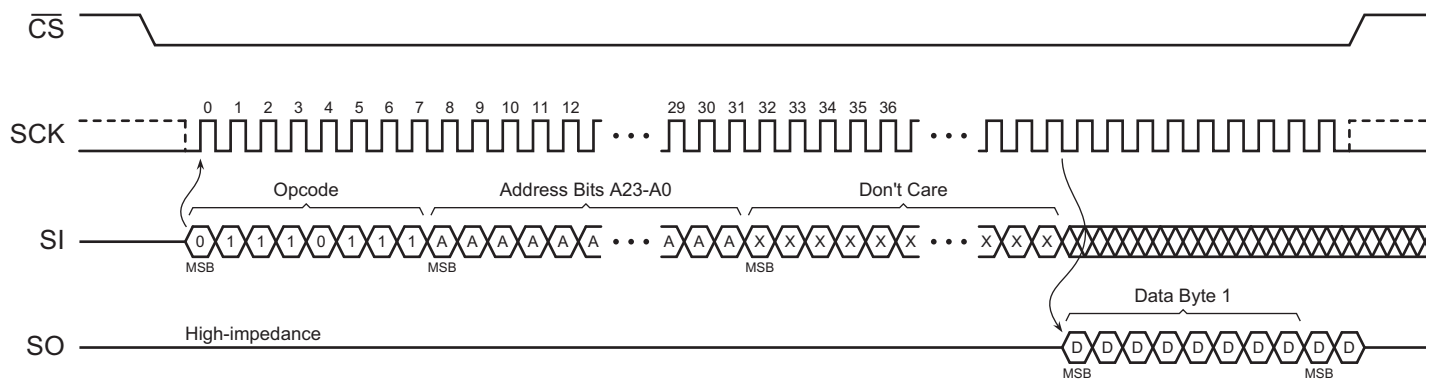 CS
0 1 2 3 4 5 6 7 8 9 10 11 12 29 30 31 32 33 34 35 36
SCK
Opcode Address Bits A23-A0 Don't Care
SI 0 1 1 1 0 1 1 1 A A A A A A A A A X X X X X X X X X
MSB MSB MSB
Data Byte 1
High-impedance
SO D D D D D D D D D D
MSB MSB